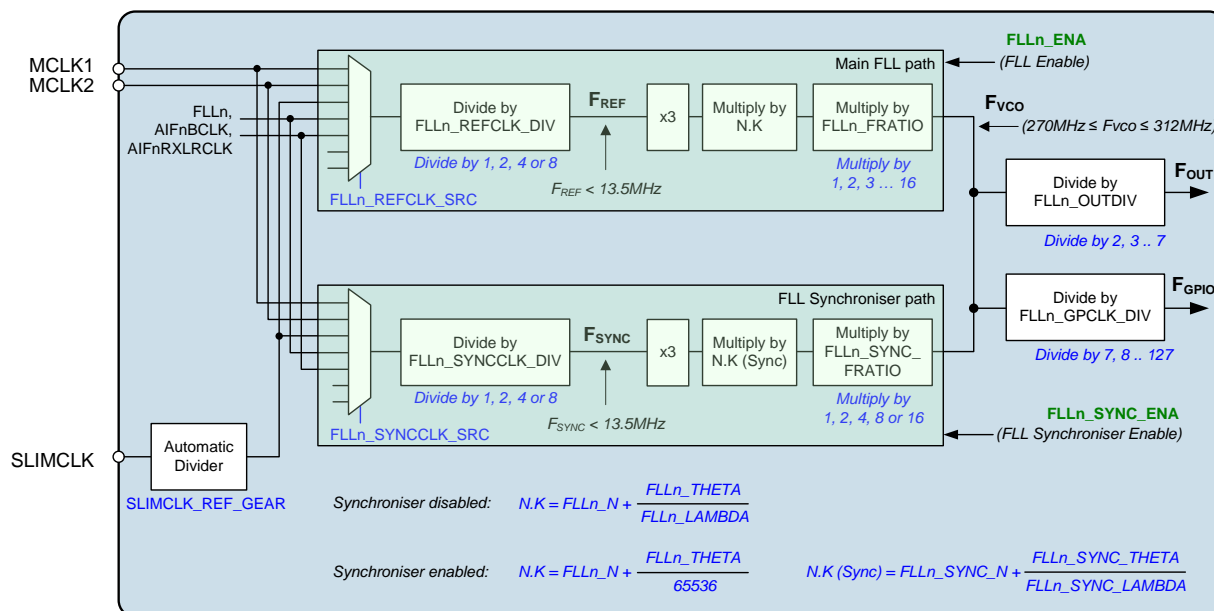 MCLK1
MCLK2
FLLn,
AIFnBCLK,
AIFnRXLRCLK
Main FLL path
Divide by
FLLn_REFCLK_DIV
Divide by 1, 2, 4 or 8
FREF
FREF < 13.5MHz
x3
Multiply by
N.K
Multiply by
FLLn_FRATIO
Multiply by
1, 2, 3 … 16
FLLn_REFCLK_SRC
FLLn_ENA
(FLL Enable)
FVCO
(270MHz ≤ Fvco ≤ 312MHz)
Divide by
FLLn_OUTDIV
Divide by 2, 3 .. 7
FOUT
FLL Synchroniser path
Divide by
FLLn_SYNCCLK_DIV
Divide by 1, 2, 4 or 8
FSYNC
FSYNC < 13.5MHz
x3
Multiply by
N.K (Sync)
Multiply by
FLLn_SYNC_
FRATIO
Multiply by
1, 2, 4, 8 or 16
FLLn_SYNCCLK_SRC
Divide by
FLLn_GPCLK_DIV
Divide by 7, 8 .. 127
FGPIO
FLLn_SYNC_ENA
(FLL Synchroniser Enable)
SLIMCLK
Automatic
Divider
SLIMCLK_REF_GEAR
Synchroniser disabled:
N.K = FLLn_N +
FLLn_THETA
FLLn_LAMBDA
Synchroniser enabled:
N.K = FLLn_N +
FLLn_THETA
65536
N.K (Sync) = FLLn_SYNC_N +
FLLn_SYNC_THETA
FLLn_SYNC_LAMBDA